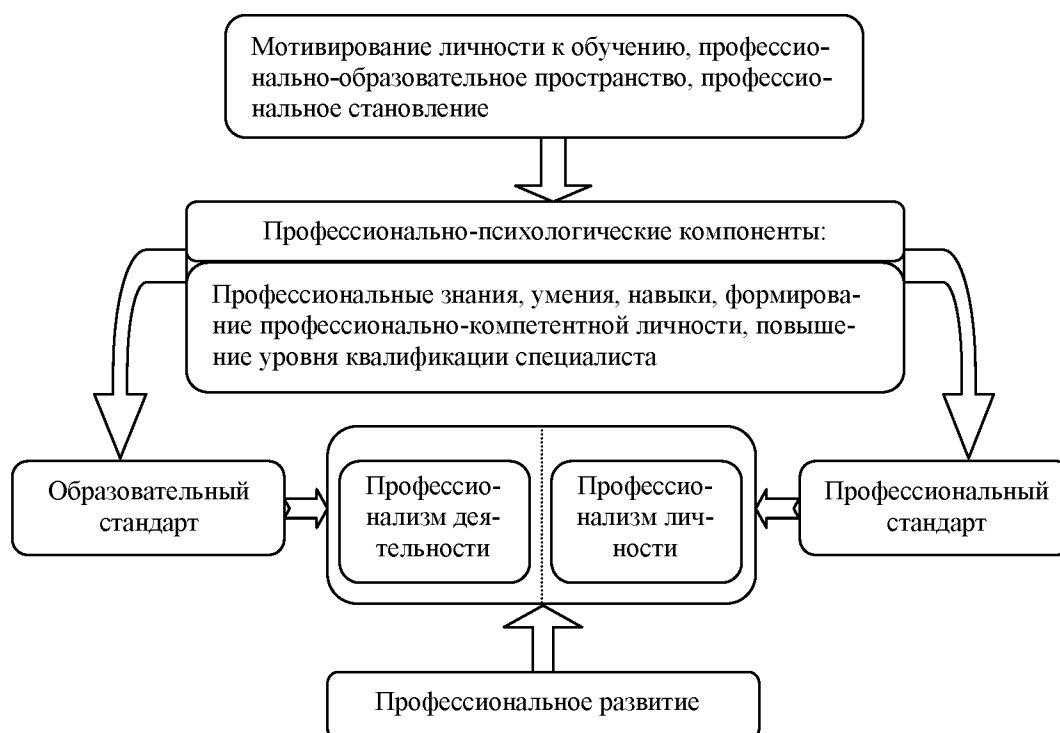 Мотивирование личности к обучению, профессио-
нально-образовательное пространство, професси-
нальное становление
Профессионально-психологические компоненты:
Профессиональные знания, умения, навыки, формирова-
ние профессионально-компетентной личности, повыше-
ние уровня квалификации специалиста
Образовательный
стандарт
Профессио-
нализм дея-
тельности
Профессио-
нализм лич-
ности
Профессиональный
стандарт
Профессиональное развитие